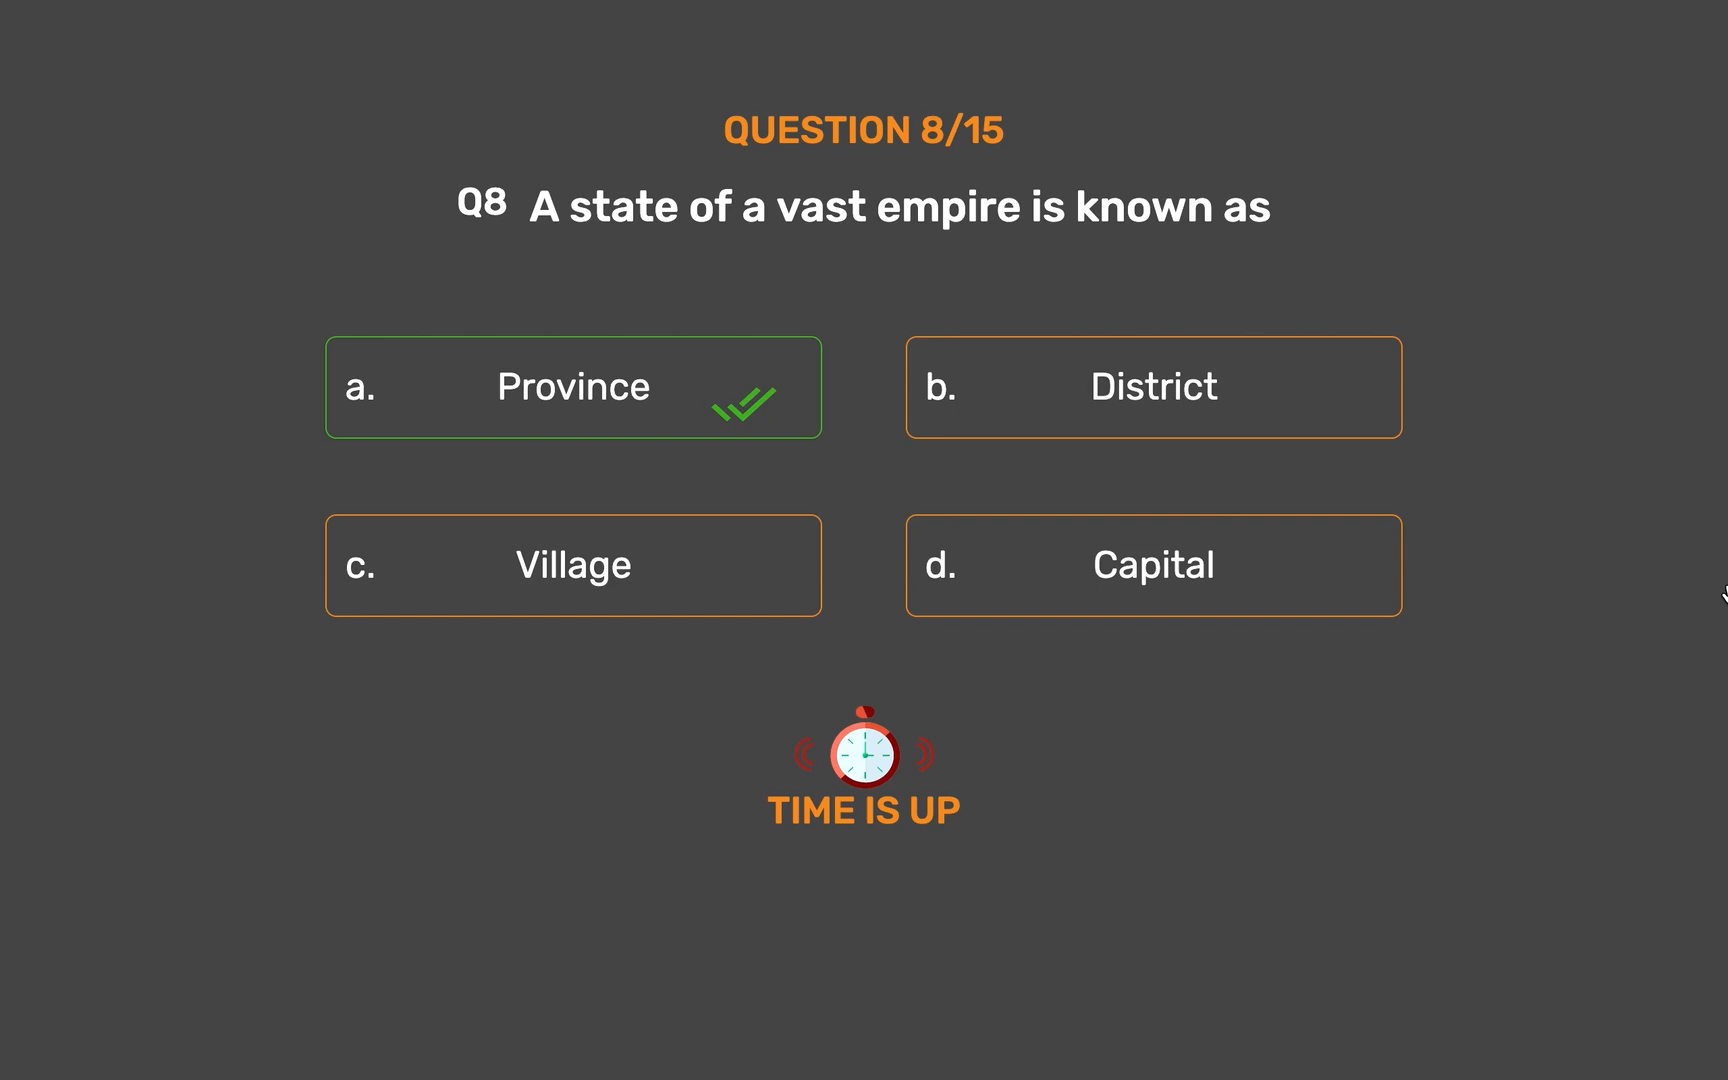 QUESTION 8/15
Q8 A state of a vast empire is known as
a. Province
b. District
c. Village
d. Capital
TIME IS UP